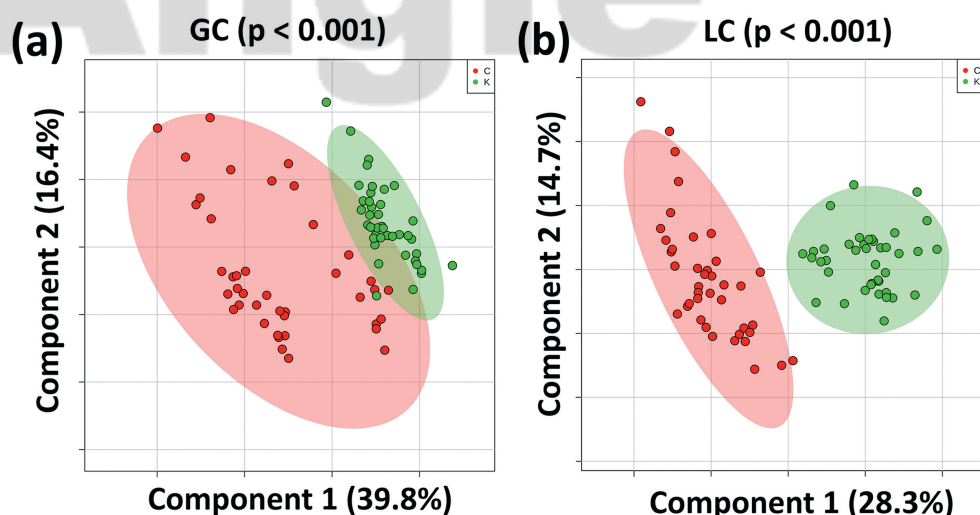 Angle
(a)
GC (p < 0.001)
C
K
Component 2 (16.4%)
Component 1 (39.8%)
(b)
LC (p < 0.001)
C
K
Component 2 (14.7%)
Component 1 (28.3%)